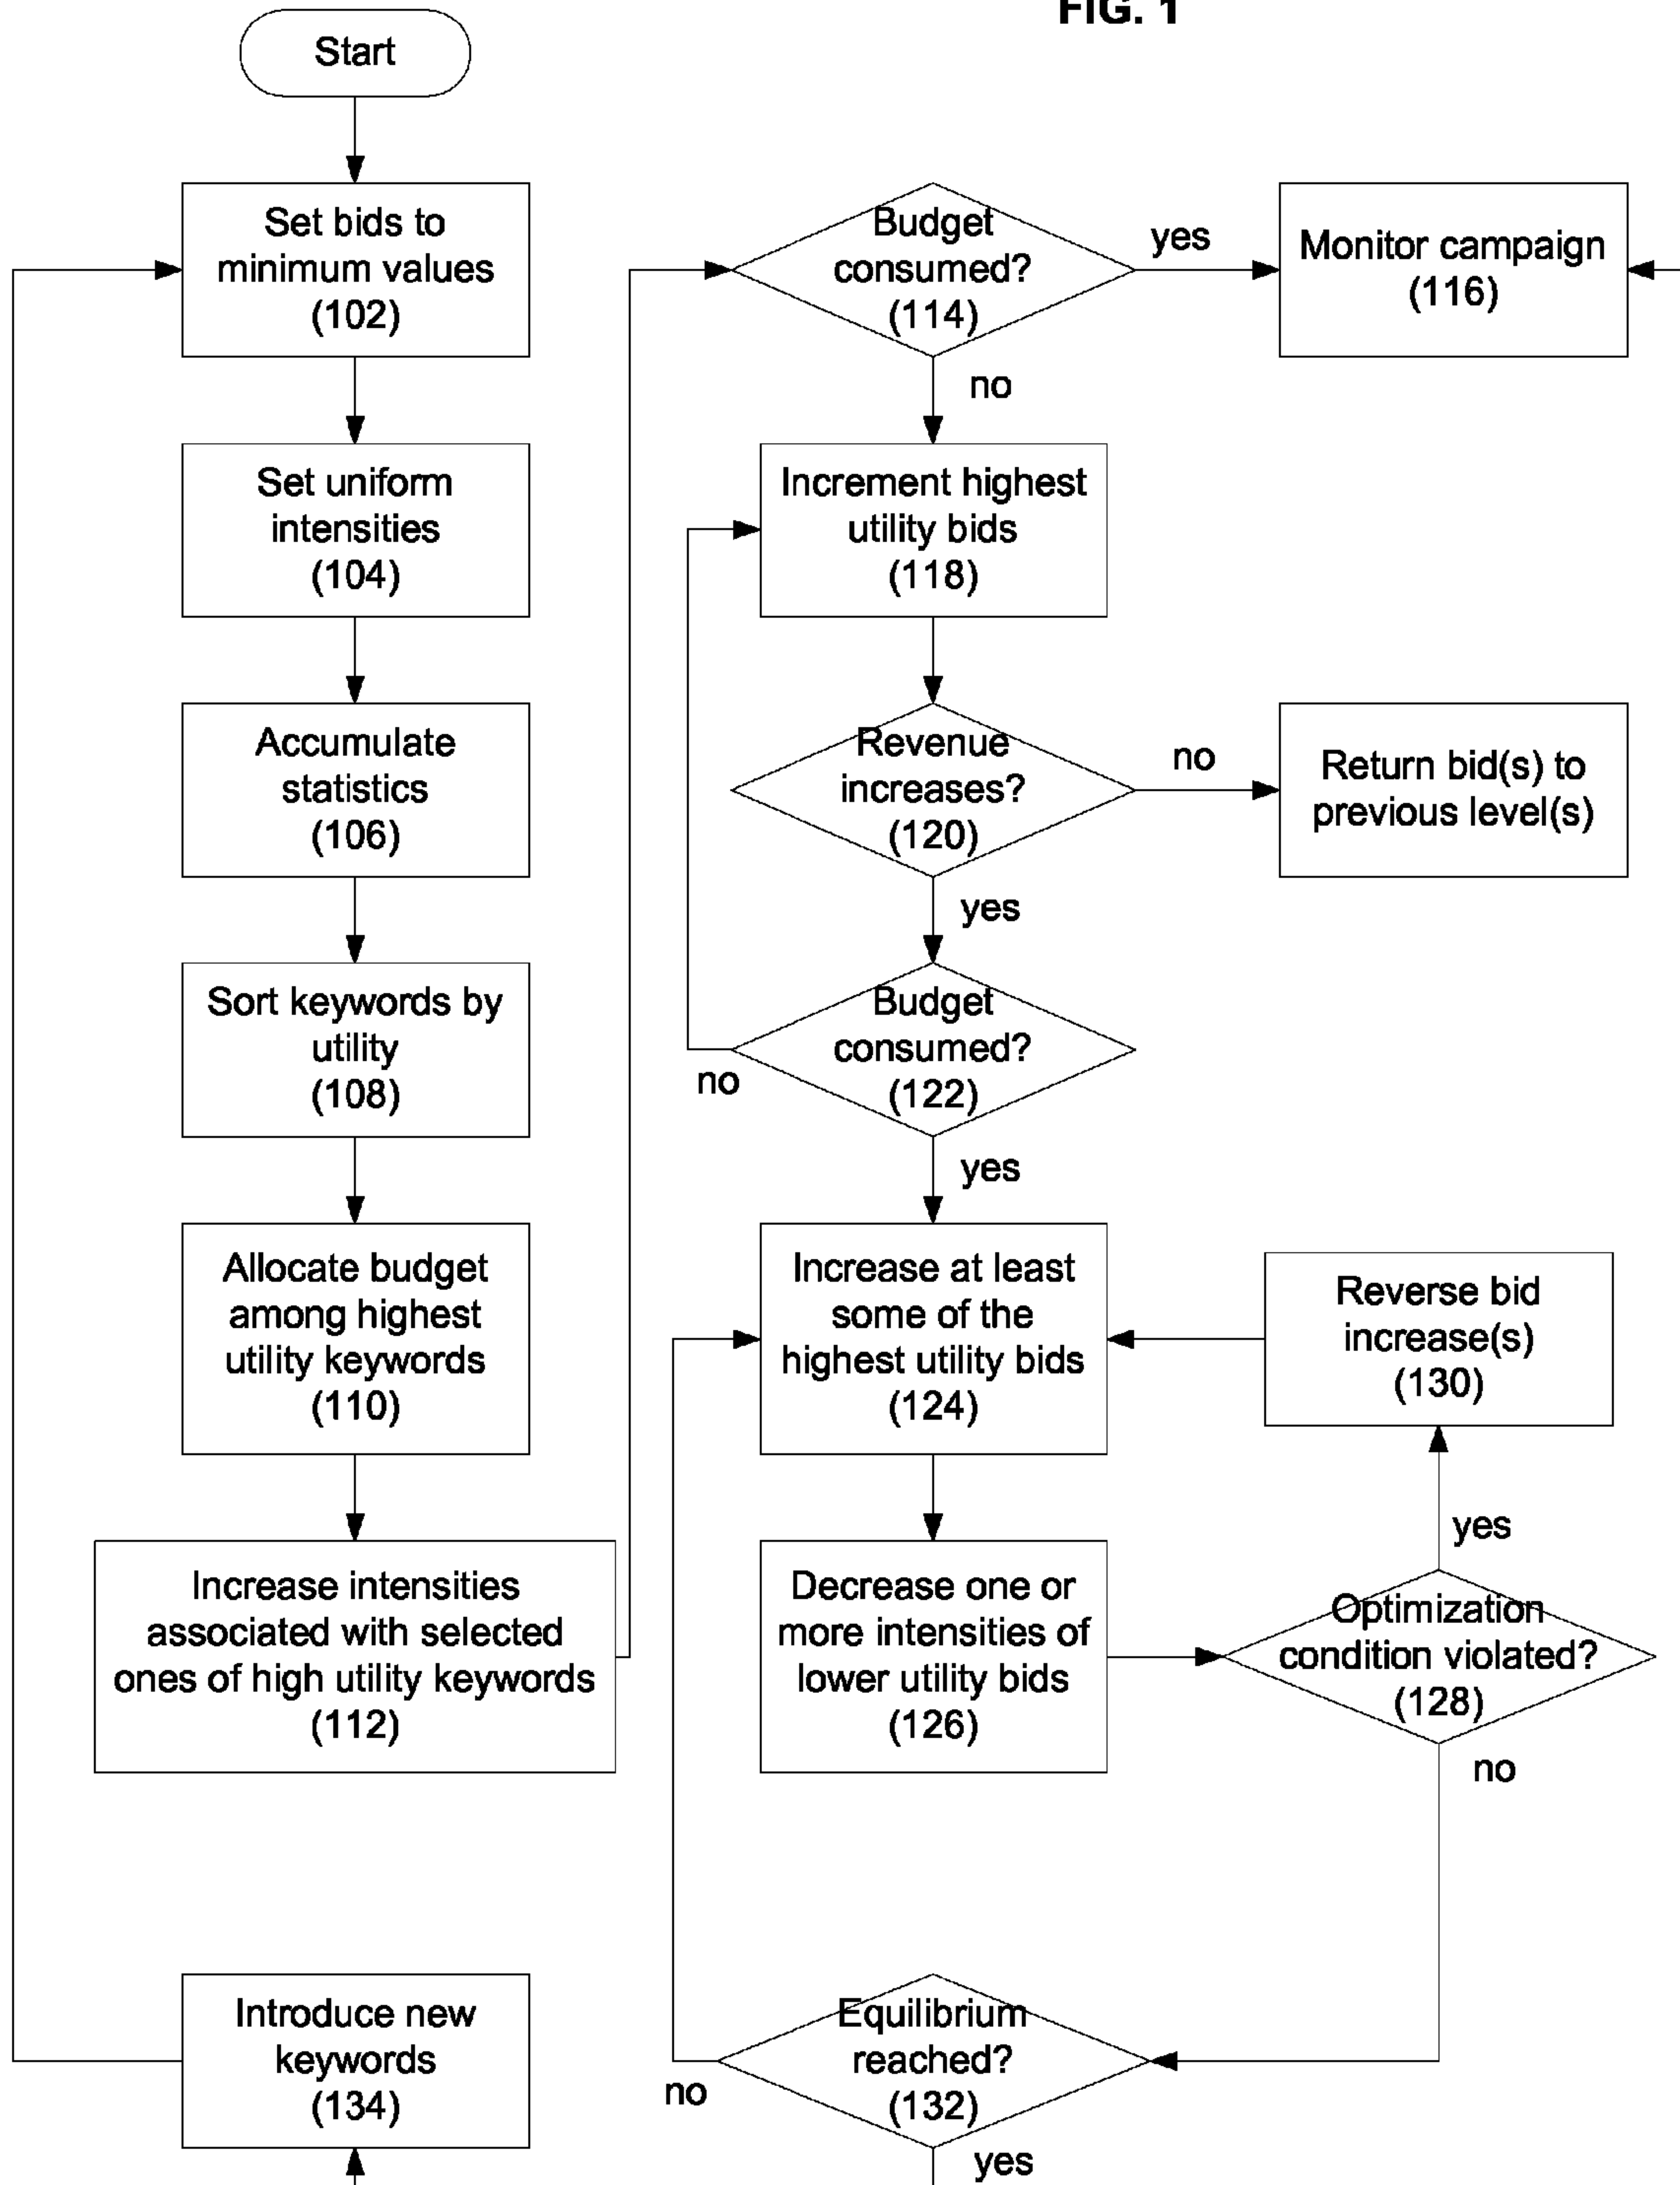 FIG. 1
Start
Set bids to
minimum values
(102)
Set uniform
intensities
(104)
Accumulate
statistics
(106)
Sort keywords by
utility
(108)
Allocate budget
among highest
utility keywords
(110)
Increase intensities
associated with selected
ones of high utility keywords
(112)
Budget
consumed?
(114)
yes
Monitor campaign
(116)
no
Increment highest
utility bids
(118)
Revenue
increases?
(120)
no
Return bid(s) to
previous level(s)
yes
Budget
consumed?
(122)
no
yes
Increase at least
some of the
highest utility bids
(124)
Reverse bid
increase(s)
(130)
Decrease one or
more intensities of
lower utility bids
(126)
yes
Optimization
condition violated?
(128)
no
Equilibrium
reached?
(132)
no
yes
Introduce new
keywords
(134)